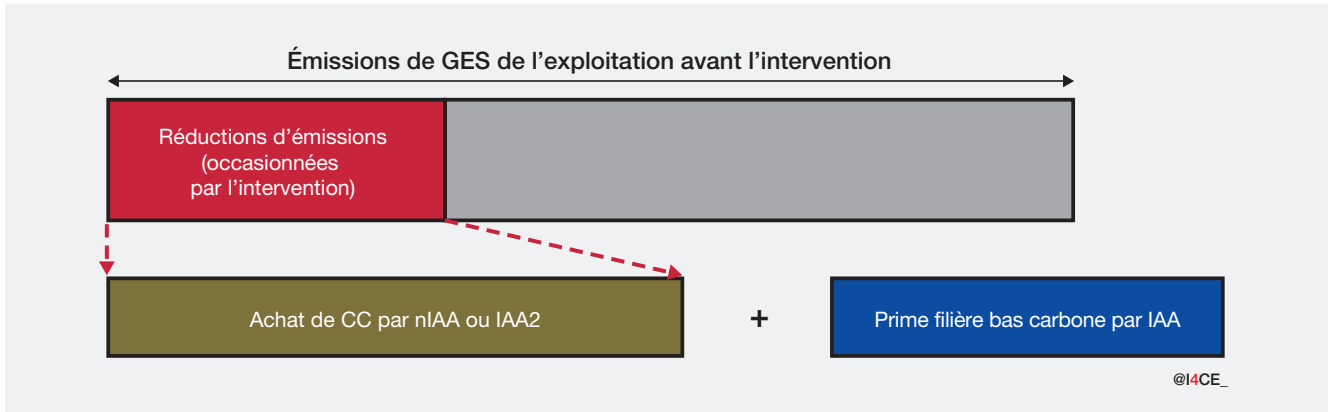 Émissions de GES de l’exploitation avant l’intervention
Réductions d’émissions
(occasionnées
par l’intervention)
Achat de CC par nIAA ou IAA2
+
Prime filière bas carbone par IAA
@I4CE_